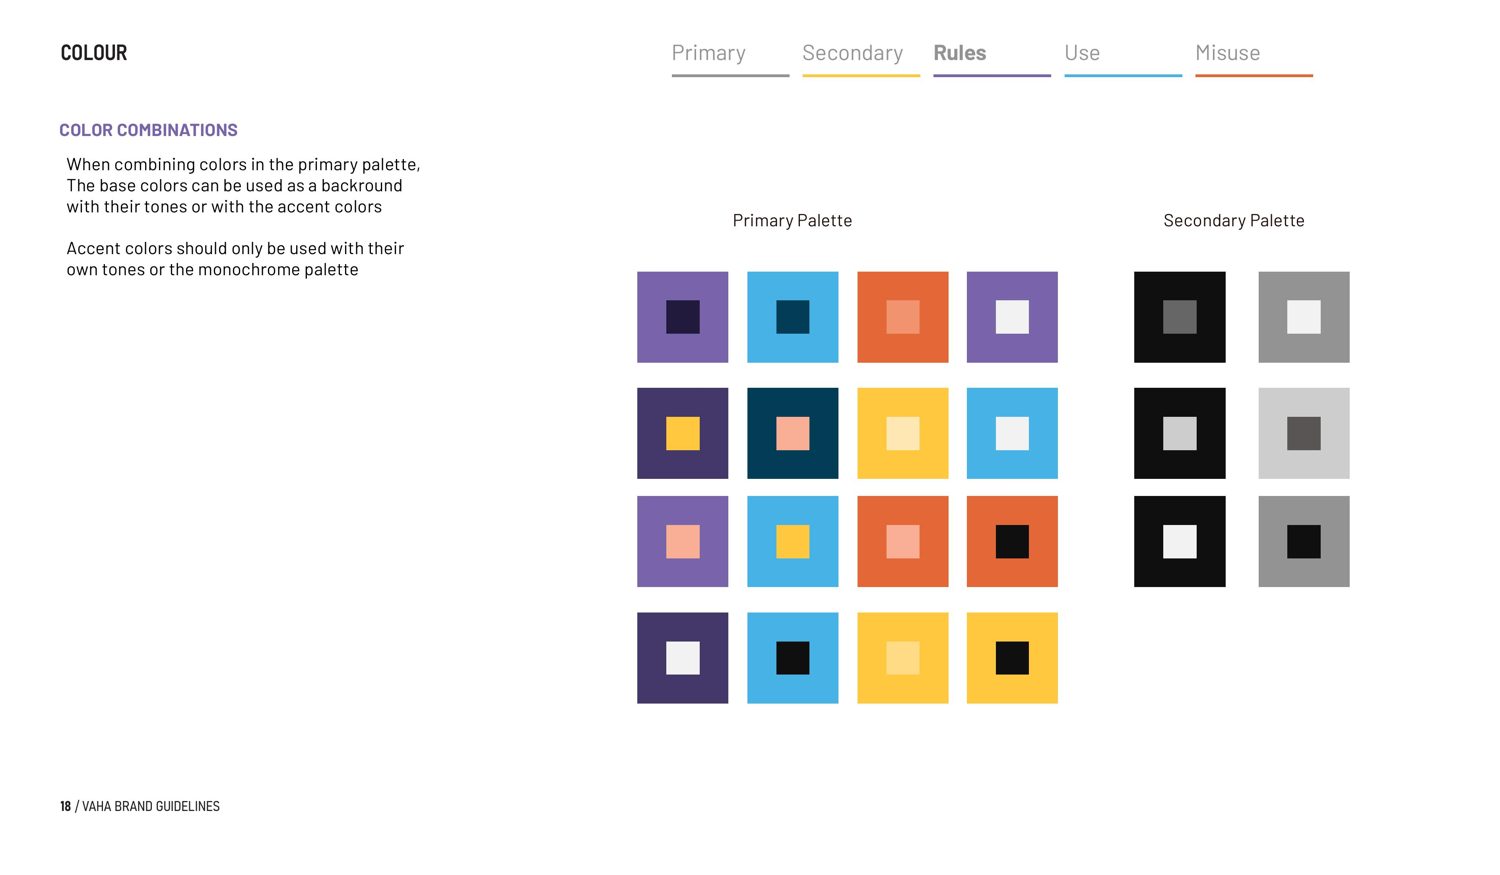 COLOUR
Primary Secondary Rules Use Misuse
COLOR COMBINATIONS
When combining colors in the primary palette,
The base colors can be used as a backround
with their tones or with the accent colors
Accent colors should only be used with their
own tones or the monochrome palette
Primary Palette
Secondary Palette
18 / VAHA BRAND GUIDELINES